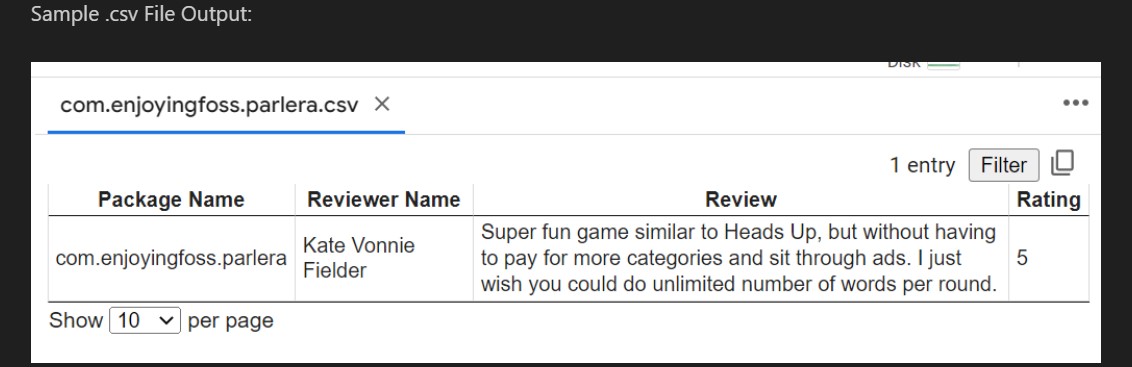 Sample .csv File Output:
Disk
com.enjoyingfoss.parlera.csv
1 entry Filter
Package Name Reviewer Name Review Rating
com.enjoyingfoss.parlera
Kate Vonnie
Fielder
Super fun game similar to Heads Up, but without having
to pay for more categories and sit through ads. I just
wish you could do unlimited number of words per round.
5
Show 10 per page